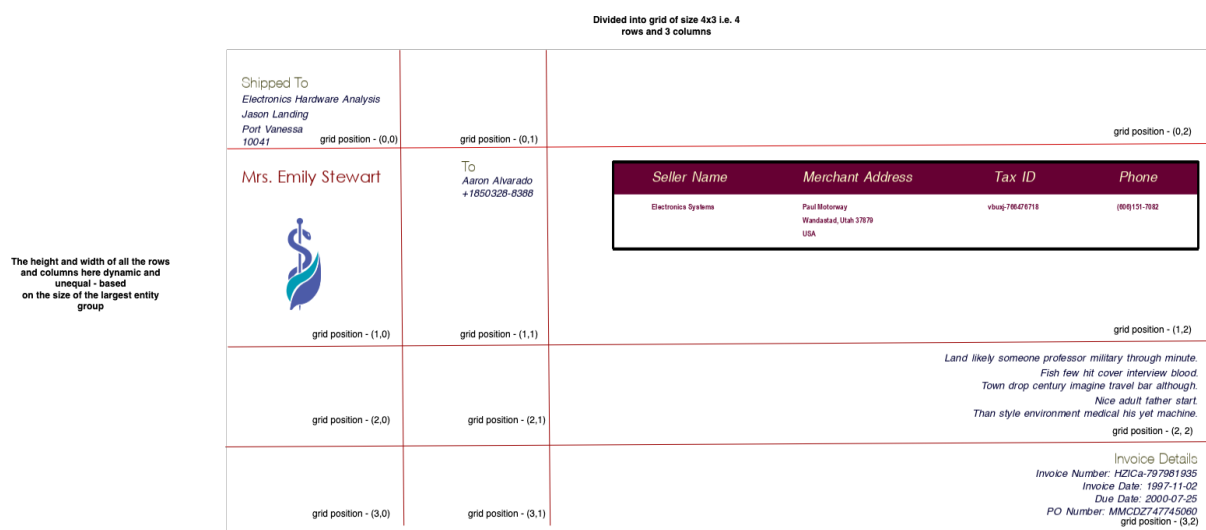 Divided into grid of size 4x3 i.e. 4
rows and 3 columns
Shipped To
Electronics Hardware Analysis
Jason Landing
Port Vanessa
10041
grid position - (0,0)
grid position - (0,1)
grid position - (0,2)
Mrs. Emily Stewart
To
Aaron Alvarado
+1850328-8388
Seller Name Merchant Address Tax ID Phone
Electronics Systems Paul Motorway vbuxj-766476718 (606)151-7082
Wandastad, Utah 37879
USA
The height and width of all the rows
and columns here dynamic and
unequal - based
on the size of the largest entity
group
grid position - (1,0)
grid position - (1,1)
grid position - (1,2)
Land likely someone professor military through minute.
Fish few hit cover interview blood.
Town drop century imagine travel bar although.
Nice adult father start.
Than style environment medical his yet machine.
grid position - (2,0)
grid position - (2,1)
grid position - (2, 2)
Invoice Details
Invoice Number: HZICa-797981935
Invoice Date: 1997-11-02
Due Date: 2000-07-25
PO Number: MMCDZ747745060
grid position - (3,0)
grid position - (3,1)
grid position - (3,2)